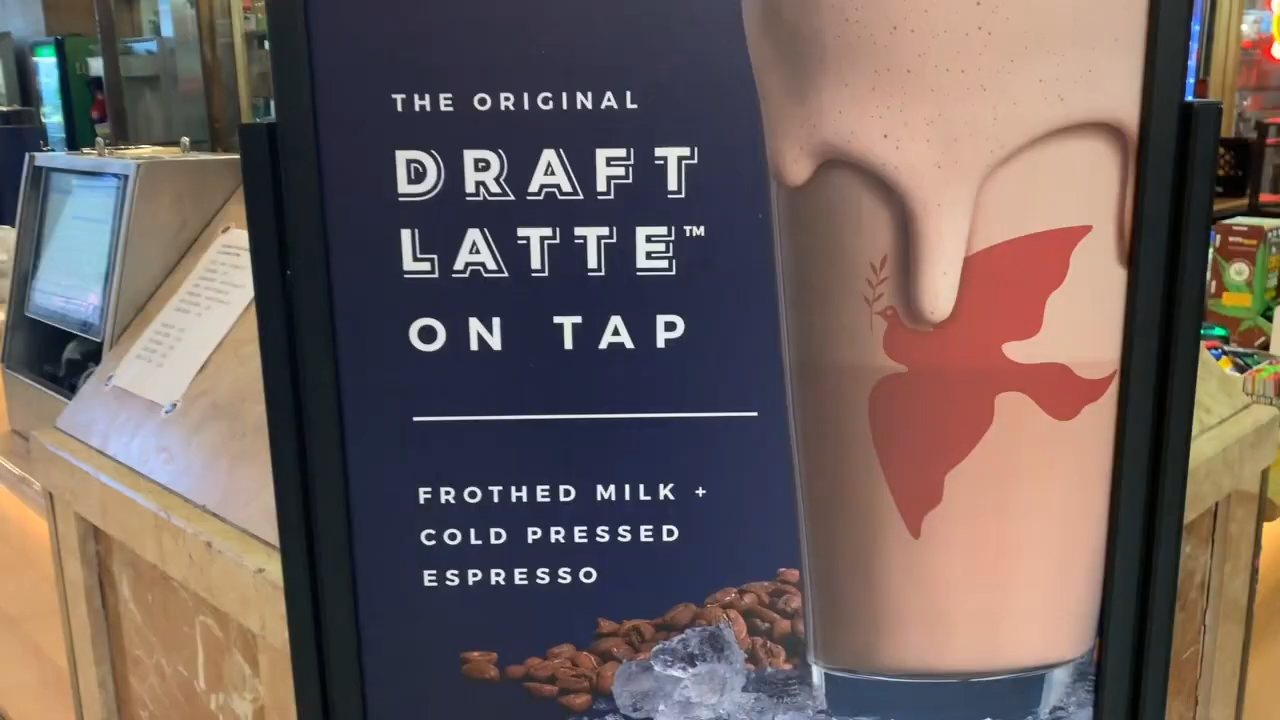 THE ORIGINAL
DRAFT
LATTE™
ON TAP
FROTHED MILK +
COLD PRESSED
ESPRESSO